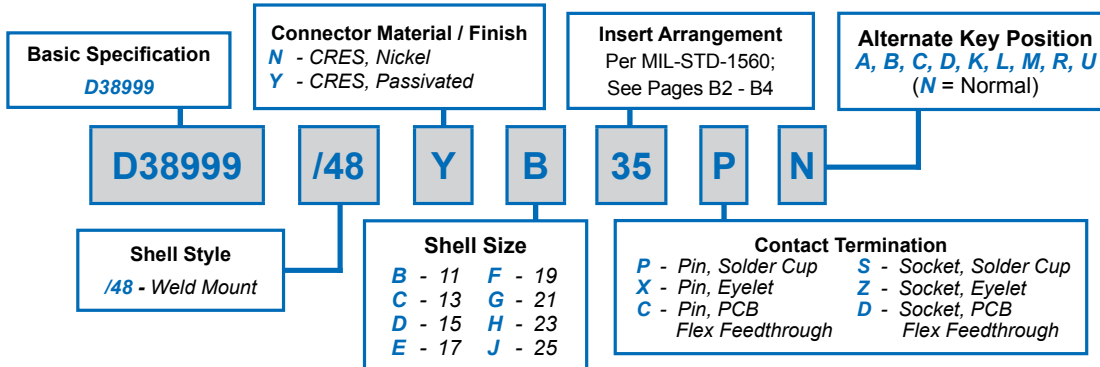 Basic Specification
D38999
Connector Material / Finish
N - CRES, Nickel
Y - CRES, Passivated
Insert Arrangement
Per MIL-STD-1560;
See Pages B2 - B4
Alternate Key Position
A, B, C, D, K, L, M, R, U
(N = Normal)
D38999 /48 Y B 35 P N
Shell Style
/48 - Weld Mount
Shell Size
B - 11 F - 19
C - 13 G - 21
D - 15 H - 23
E - 17 J - 25
Contact Termination
P - Pin, Solder Cup S - Socket, Solder Cup
X - Pin, Eyelet Z - Socket, Eyelet
C - Pin, PCB D - Socket, PCB
Flex Feedthrough Flex Feedthrough